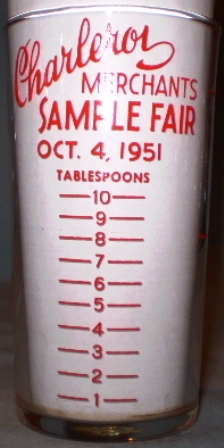 Charleroi
MERCHANTS
SAMPLE FAIR
OCT. 4, 1951
TABLESPOONS
10
9
8
7
6
5
4
3
2
1